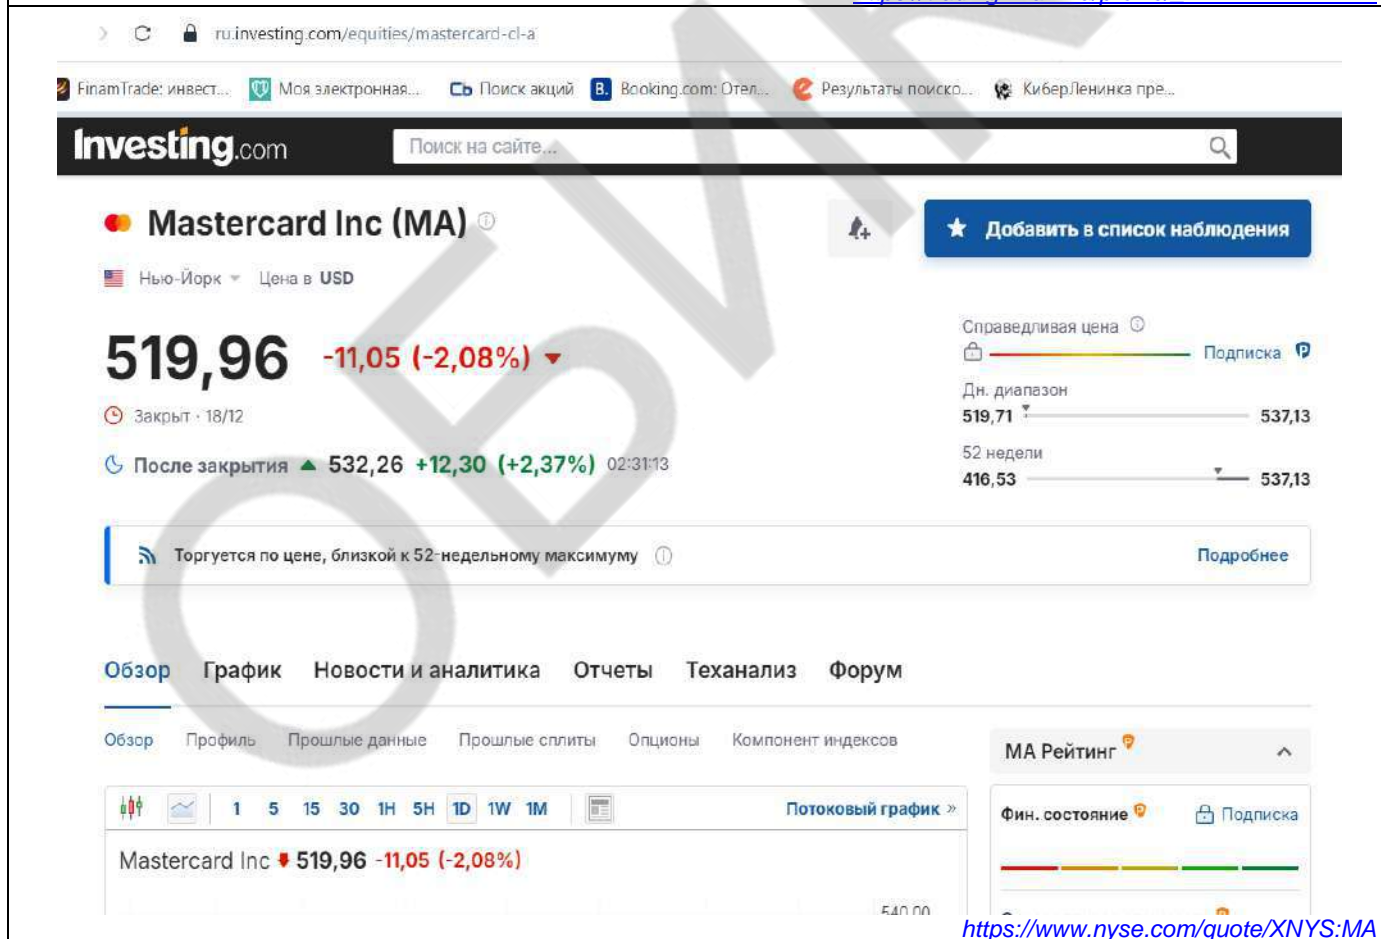 ru.investing.com/equities/mastercard-cl-a
FinamTrade: инвест... Моя электронная... Сь Поиск акций B. Booking.com: Отел... Результаты поиско... КиберЛенинка пре...
Investing.com Поиск на сайте...
Mastercard Inc (MA)
Добавить в список наблюдения
Нью-Йорк Цена в USD
519,96 -11,05 (-2,08%)
Закрыт · 18/12
После закрытия 532,26 +12,30 (+2,37%) 02:31:13
Справедливая цена
Подписка
Дн. диапазон
519,71 537,13
52 недели
416,53 537,13
Торгуется по цене, близкой к 52-недельному максимуму Подробнее
Обзор График Новости и аналитика Отчеты Теханализ Форум
Обзор Профиль Прошлые данные Прошлые сплиты Опционы Компонент индексов
1 5 15 30 1H 5H 1D 1W 1M Потоковый график »
Mastercard Inc 519,96 -11,05 (-2,08%)
540,00
МА Рейтинг
Фин. состояние Подписка
https://www.nyse.com/quote/XNYS:MA